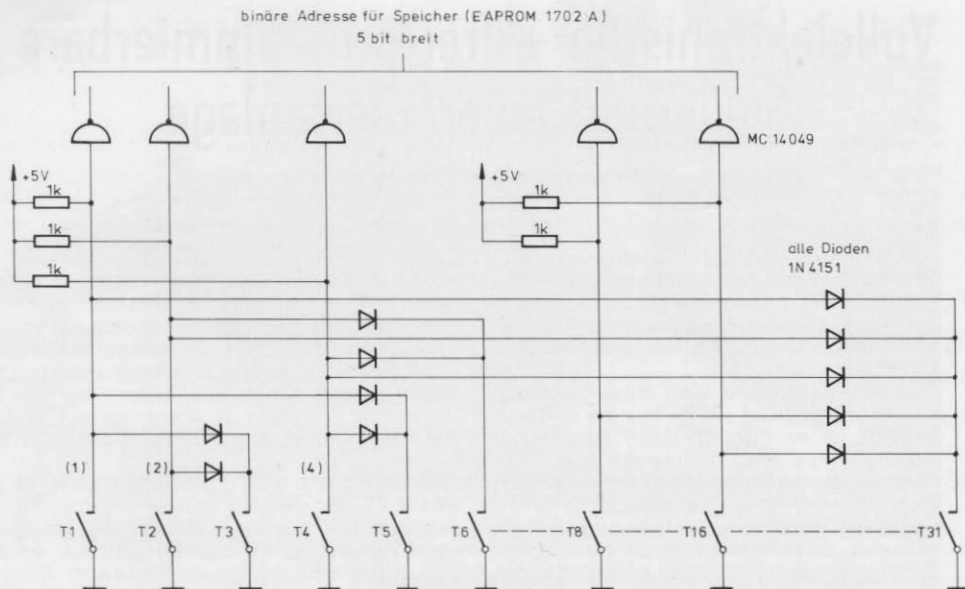 binäre Adresse für Speicher (EAPROM 1702 A)
5 bit breit
MC 14049
+5V
+5V
1k
1k
1k
1k
1k
alle Dioden
1N 4151
(1)
(2)
(4)
T1
T2
T3
T4
T5
T6
T8
T16
T31